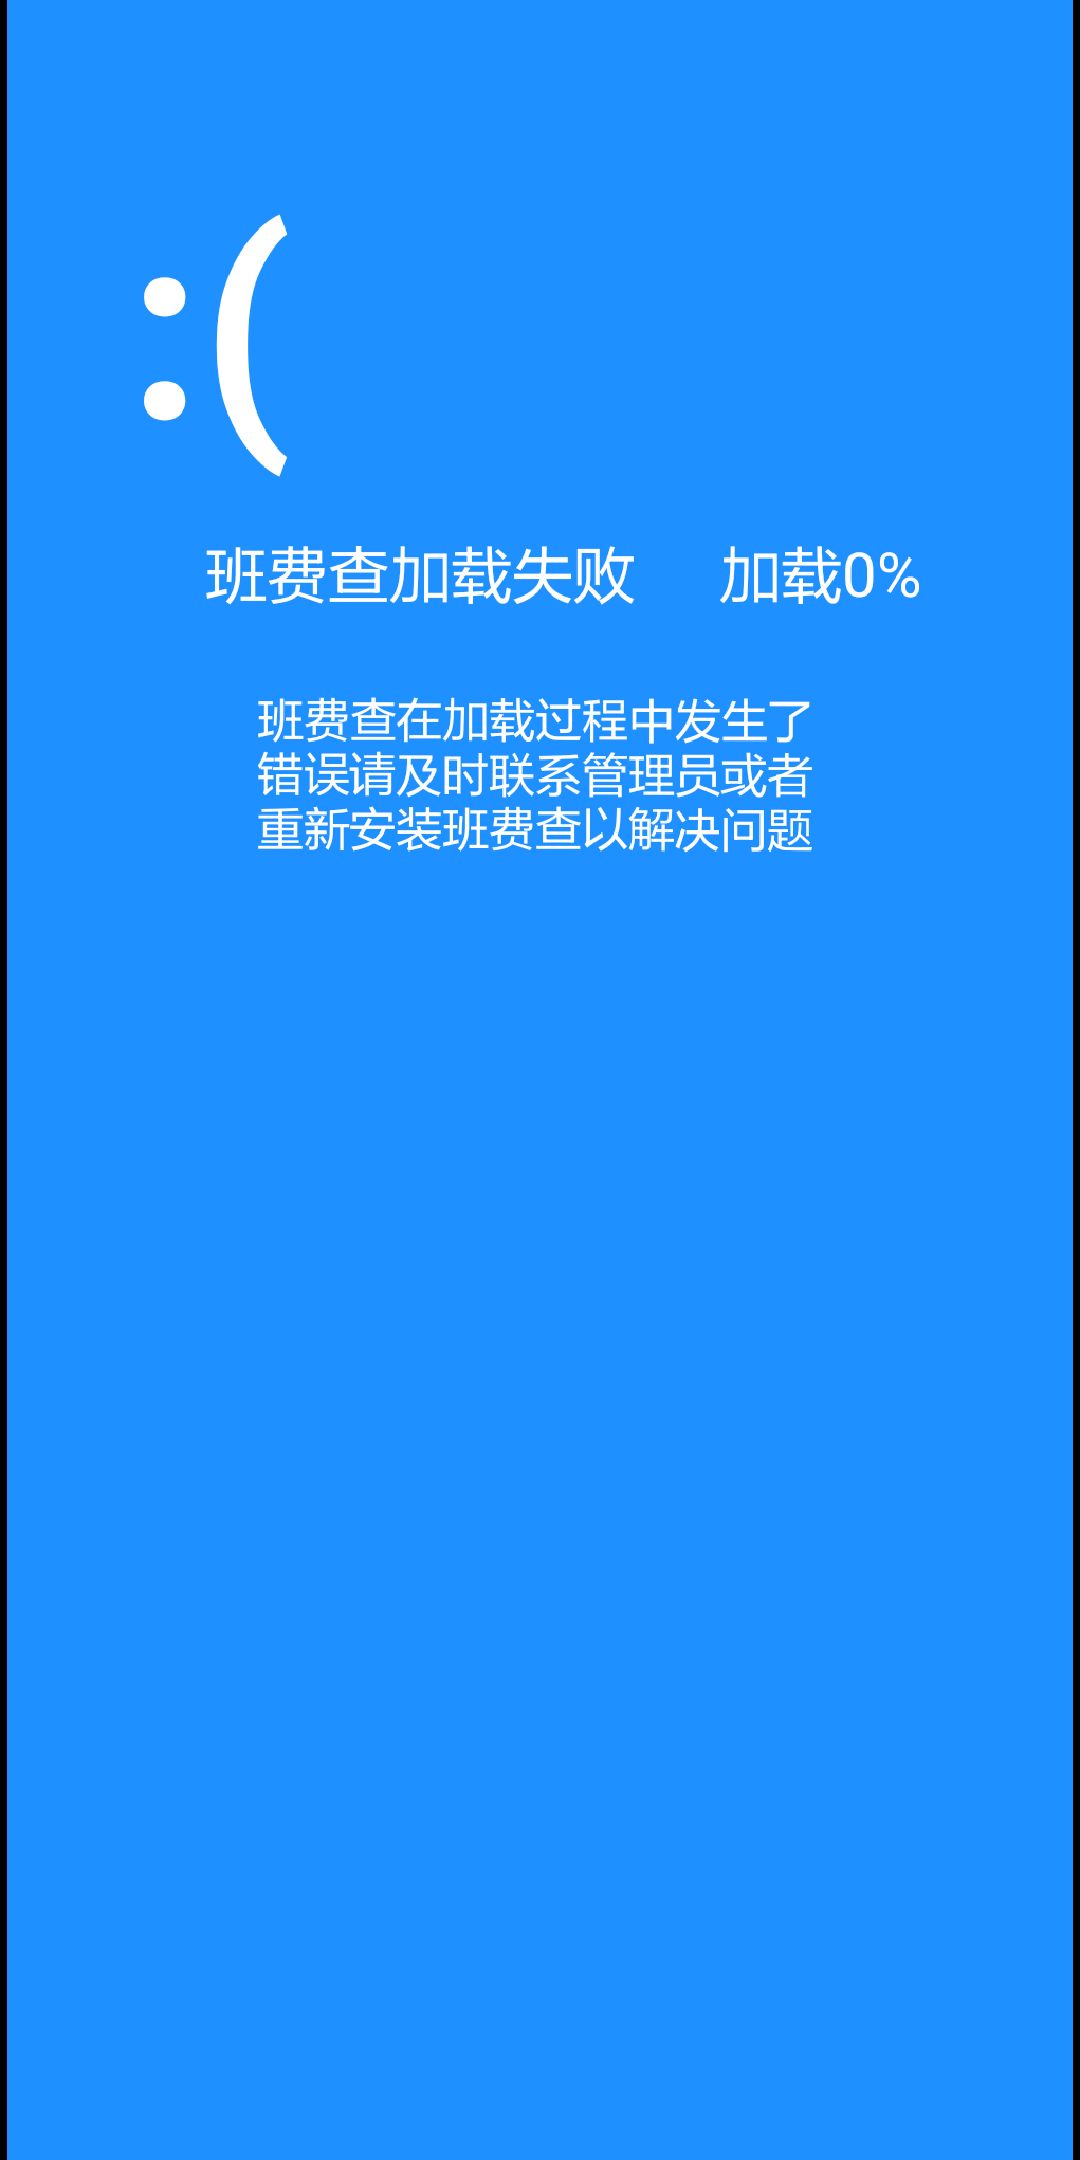 :(
班费查加载失败 加载0%
班费查在加载过程中发生了
错误请及时联系管理员或者
重新安装班费查以解决问题